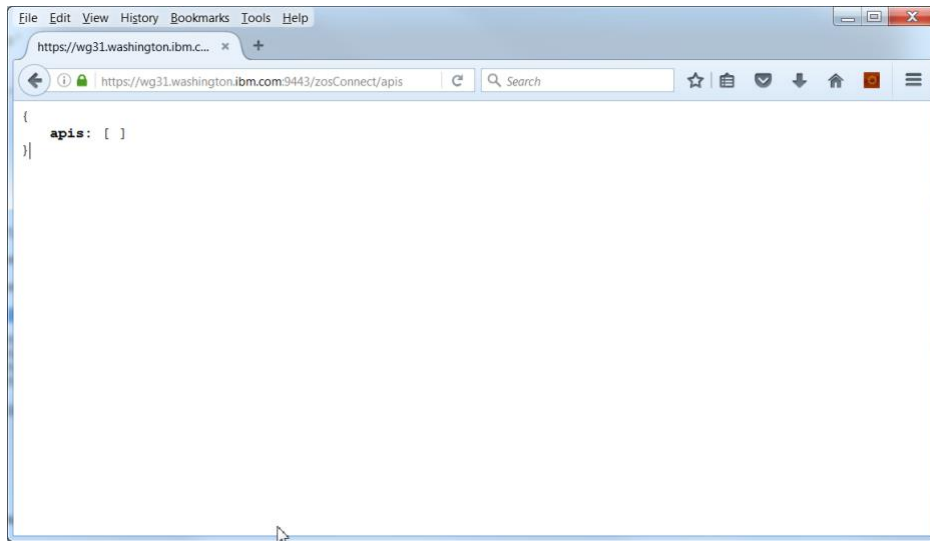 File Edit View History Bookmarks Tools Help
https://wg31.washington.ibm.c... × +
https://wg31.washington.ibm.com:9443/zosConnect/apis Search
{
apis: [ ]
}